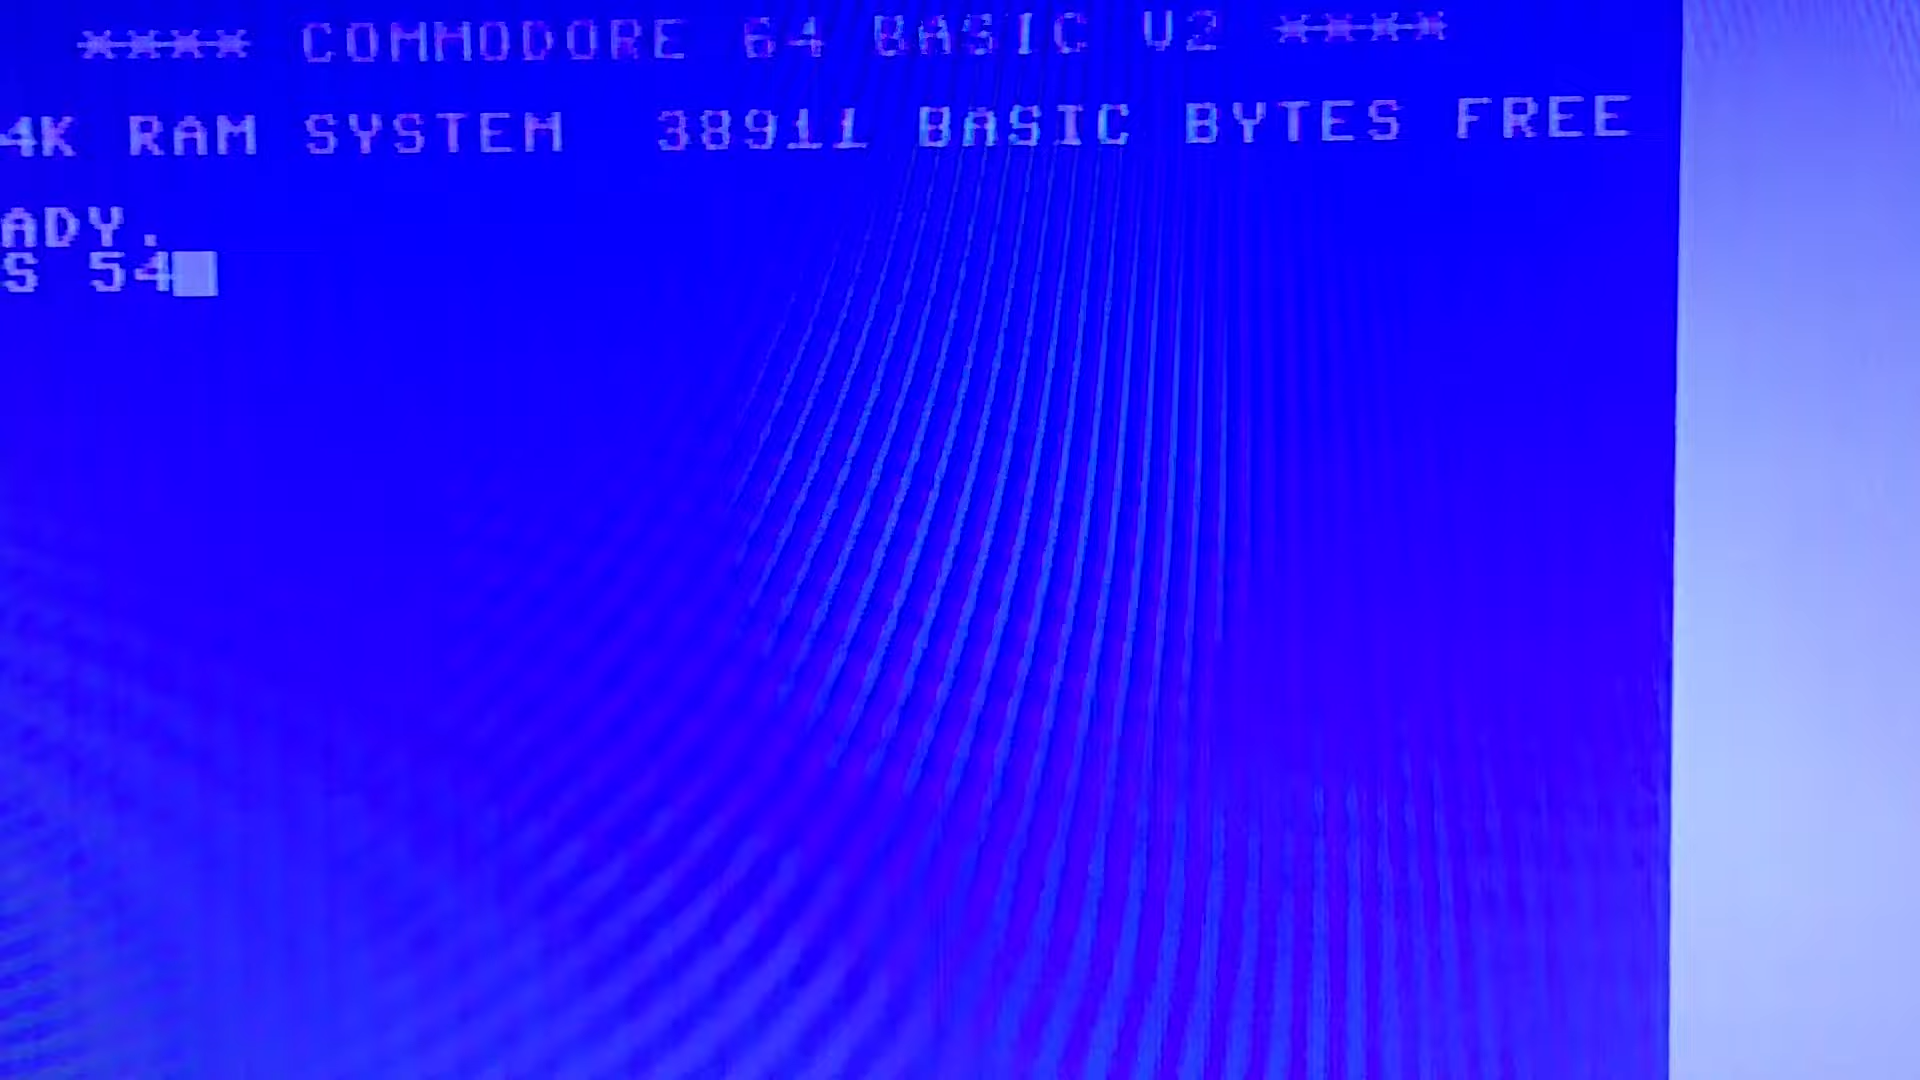 **** COMMODORE 64 BASIC V2 ****
4K RAM SYSTEM 38911 BASIC BYTES FREE
ADY.
S 54